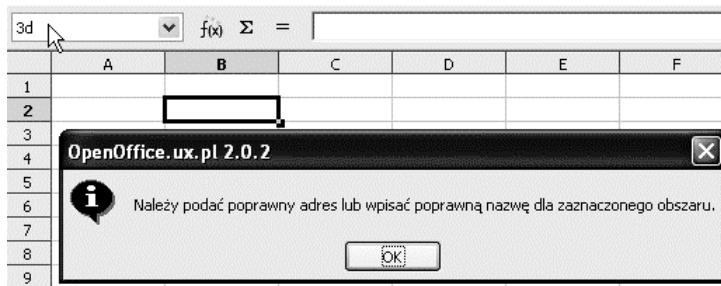 3d f(x) Σ =
A B C D E F
1
2
3
OpenOffice.ux.pl 2.0.2
4
5
Należy podać poprawny adres lub wpisać poprawną nazwę dla zaznaczonego obszaru.
6
7
OK
8
9